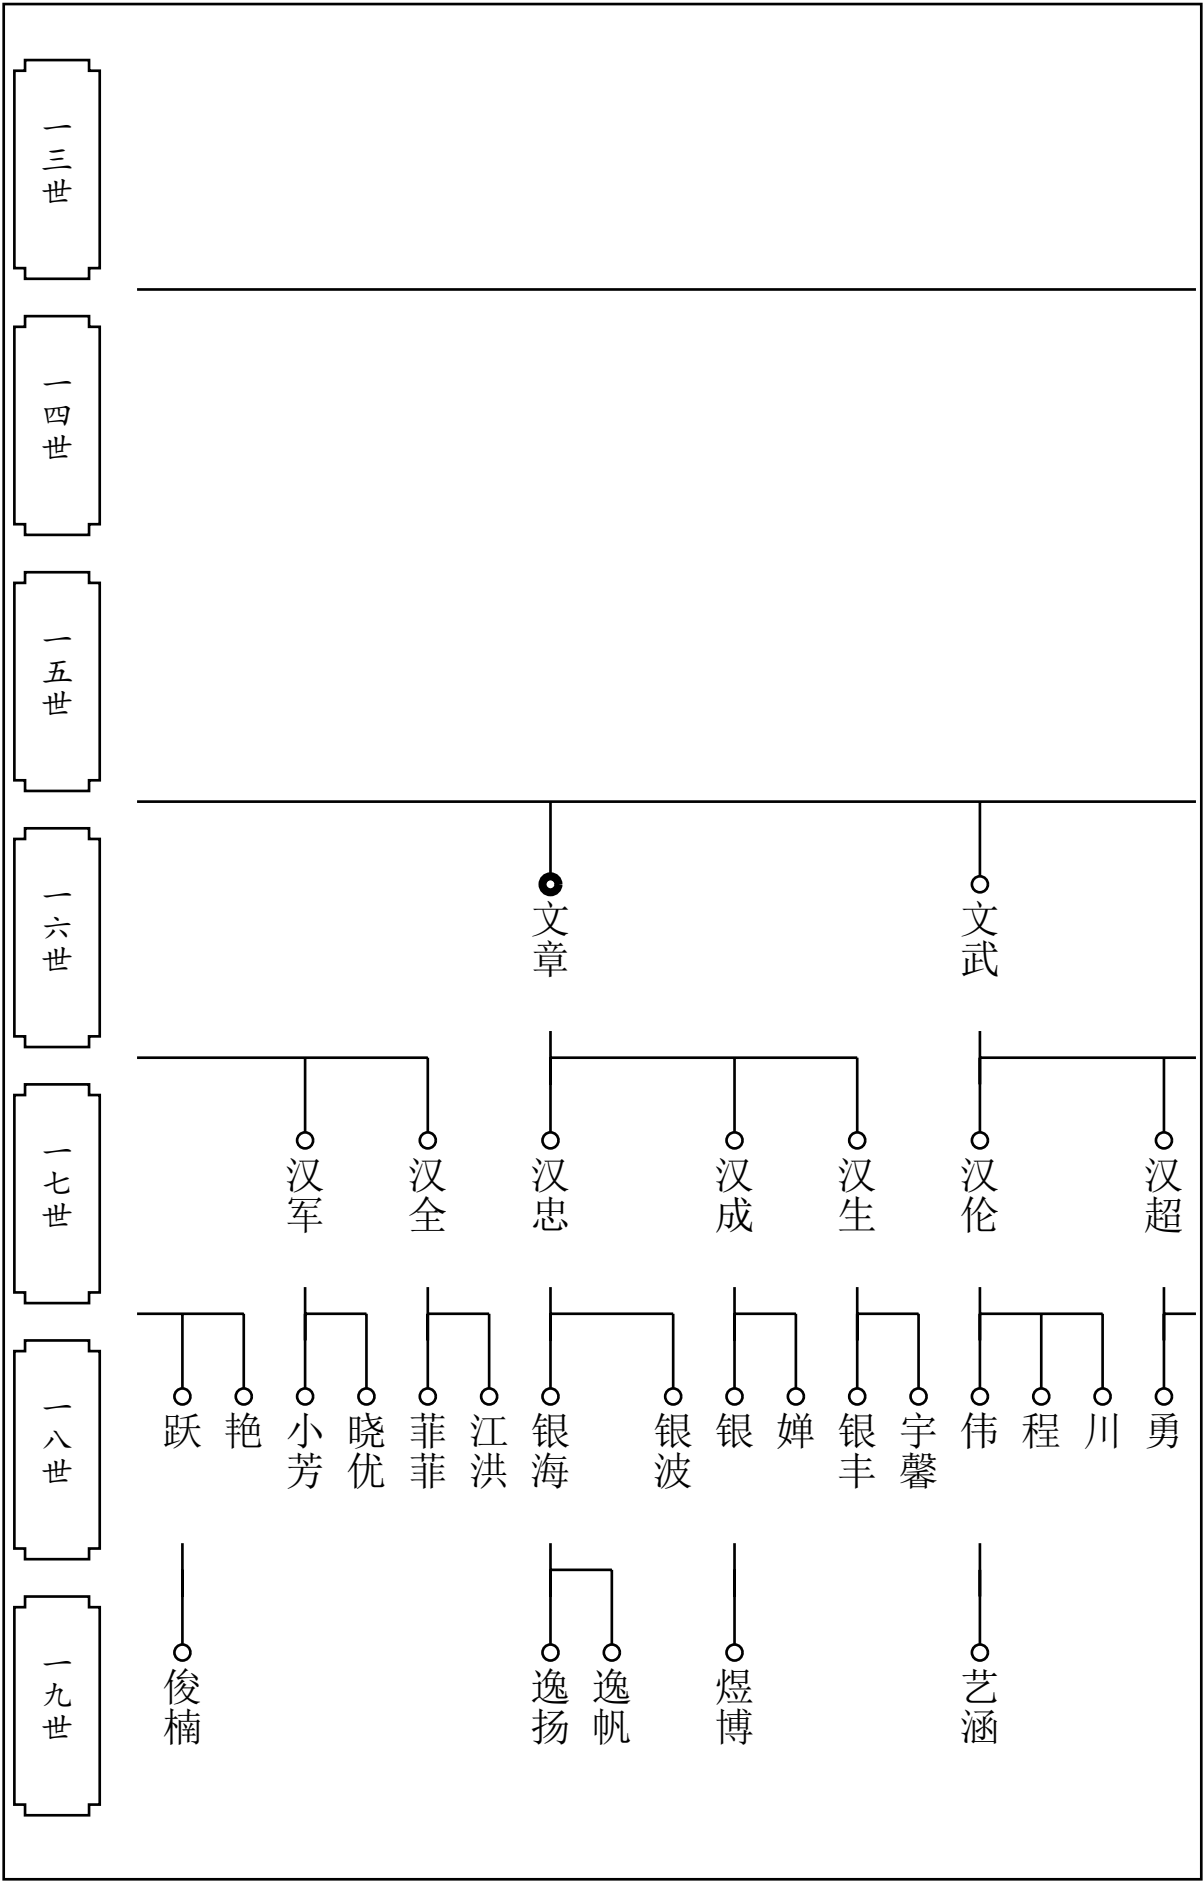 一三世
一四世
一五世
一六世
文章
文武
一七世
汉军
汉全
汉忠
汉成
汉生
汉伦
汉超
一八世
跃
艳
小芳
晓优
菲菲
江洪
银海
银波
银
婵
银丰
宇馨
伟
程
川
勇
一九世
俊楠
逸扬
逸帆
煜博
艺涵